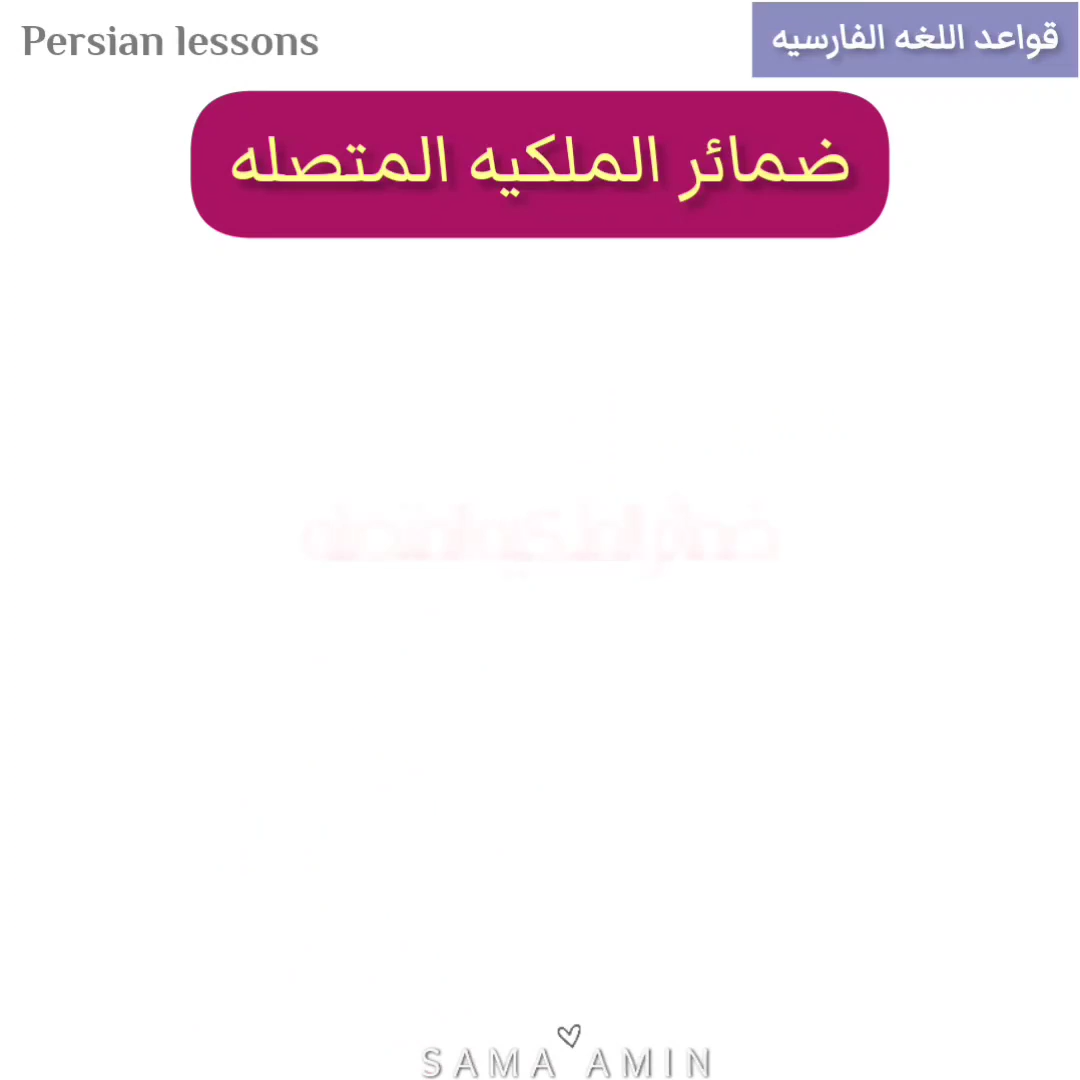 Persian lessons
قواعد اللغه الفارسيه
ضمائر الملكيه المتصله
SAMA AMIN